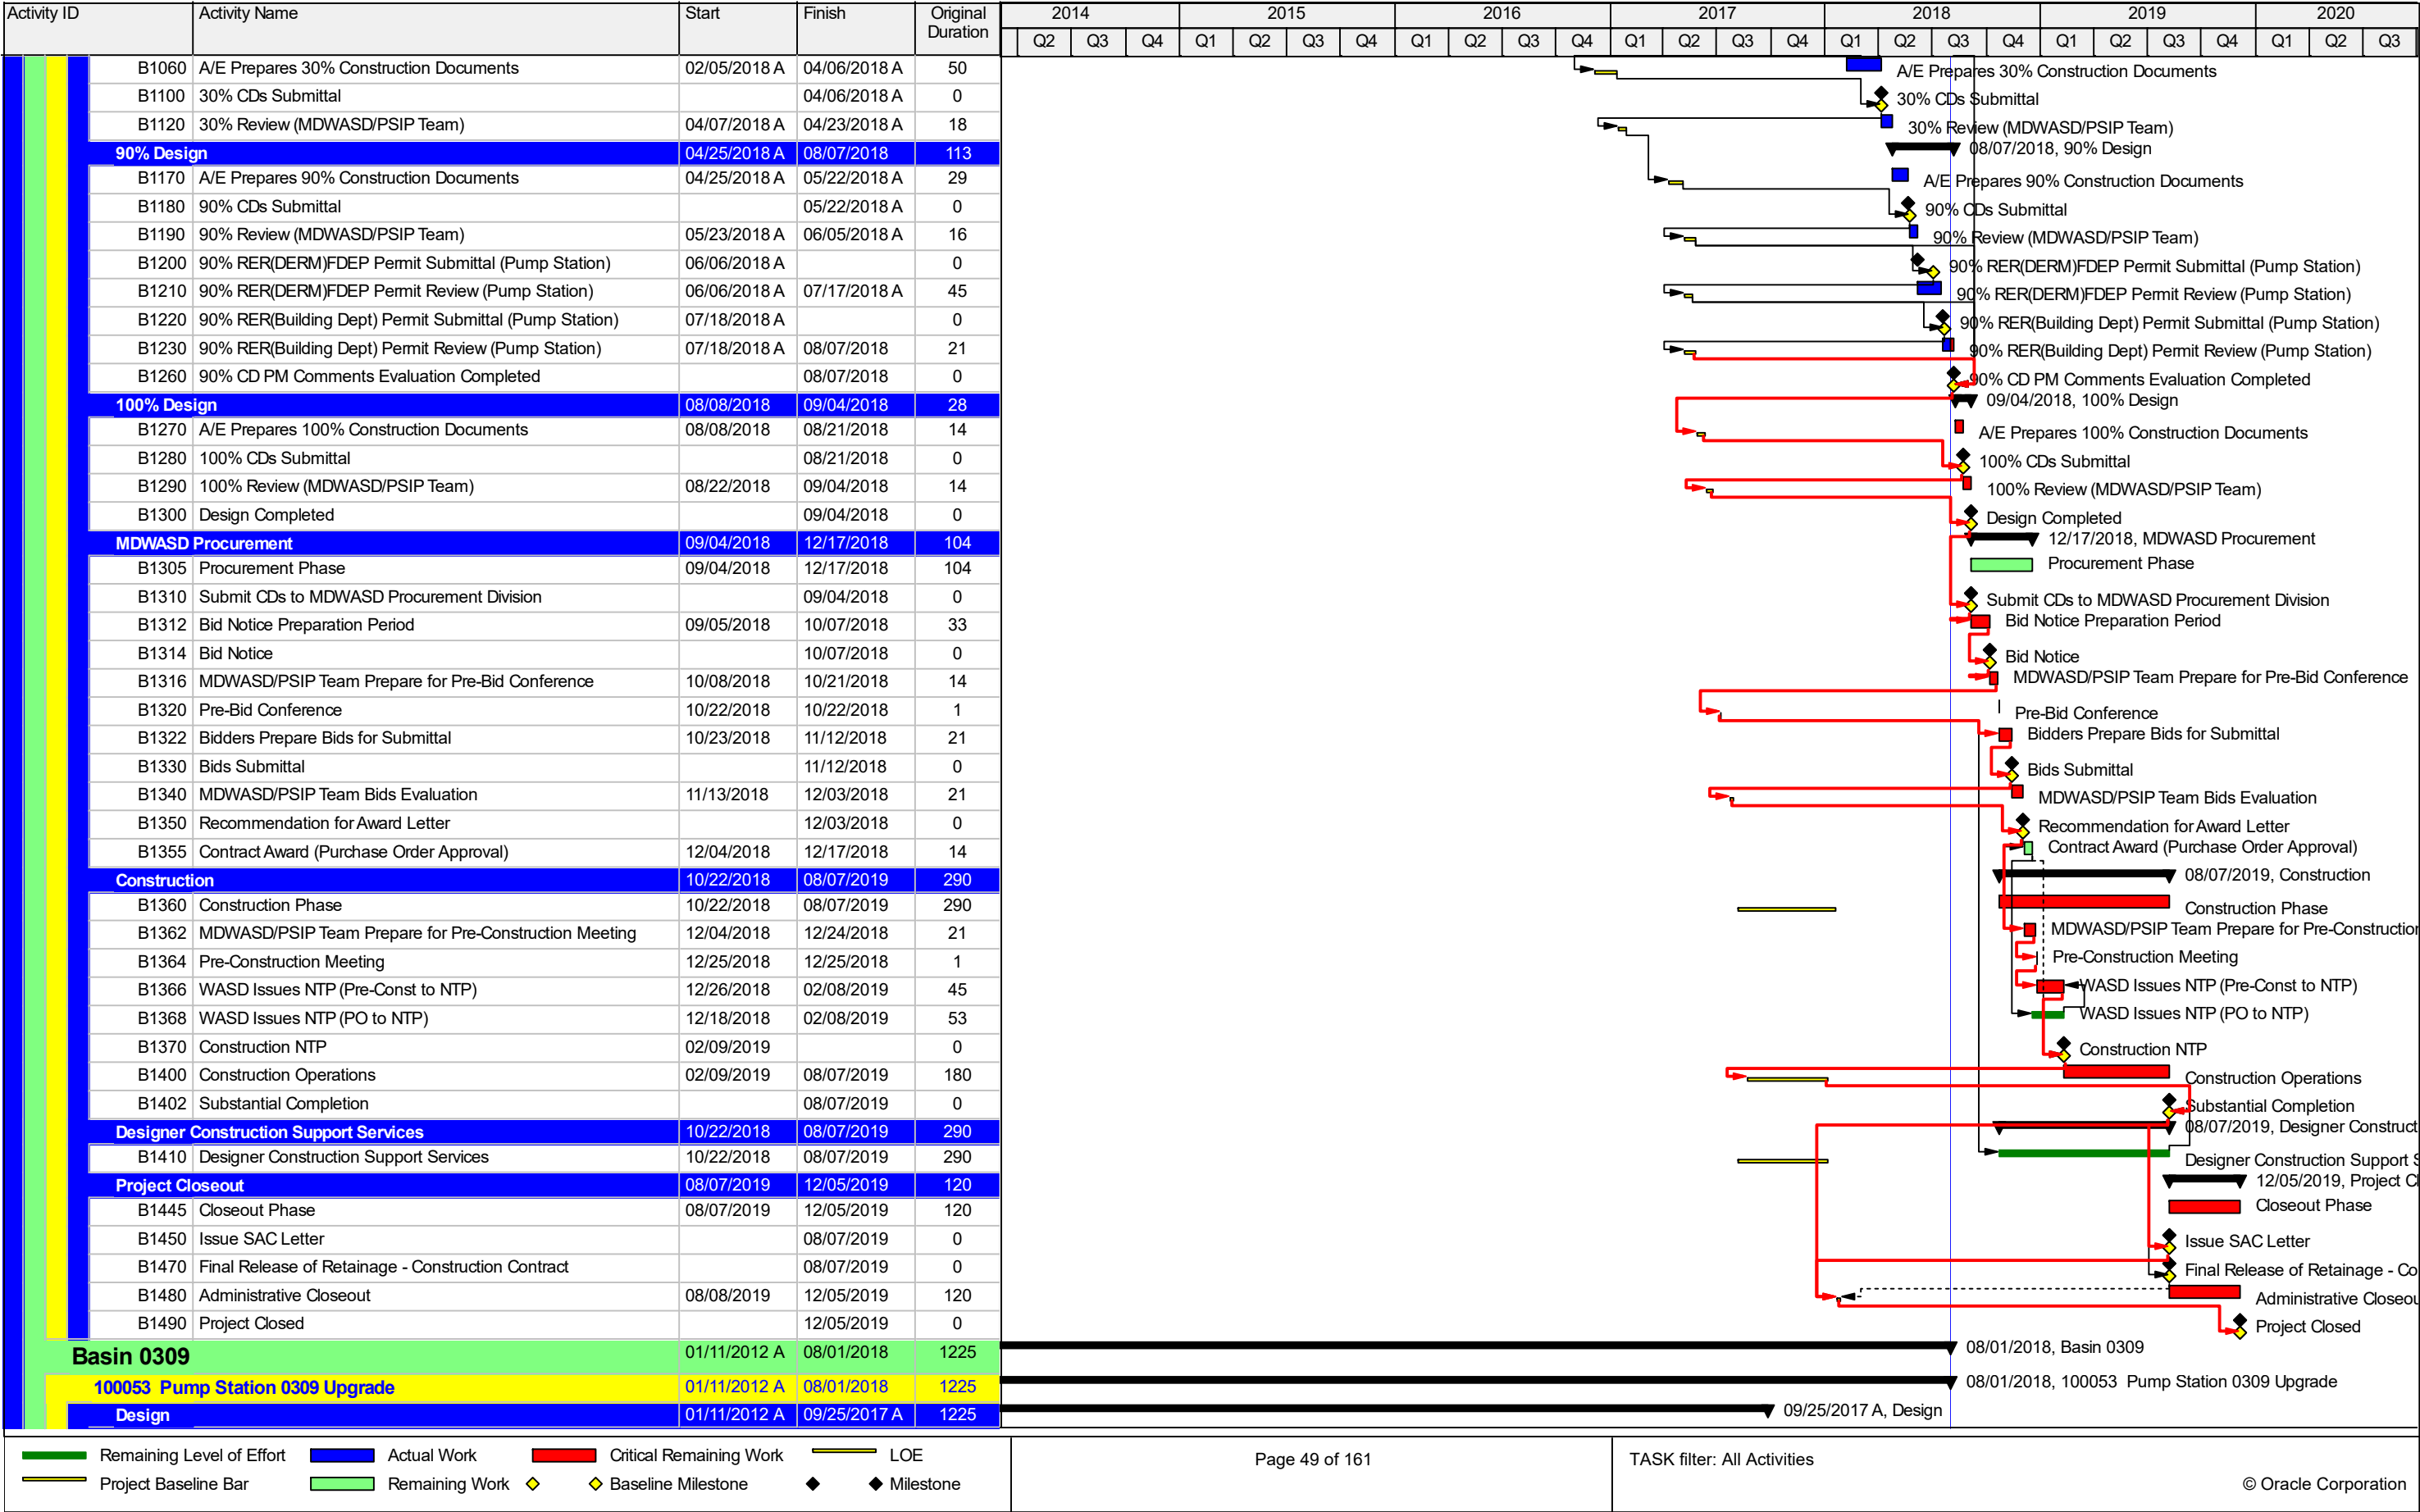 Activity ID Activity Name Start Finish Original Duration 2014 2015 2016 2017 2018 2019 2020
Q2 Q3 Q4 Q1 Q2 Q3 Q4 Q1 Q2 Q3 Q4 Q1 Q2 Q3 Q4 Q1 Q2 Q3 Q4 Q1 Q2 Q3 Q4 Q1 Q2 Q3
B1060 A/E Prepares 30% Construction Documents 02/05/2018 A 04/06/2018 A 50 A/E Prepares 30% Construction Documents
B1100 30% CDs Submittal 04/06/2018 A 0 30% CDs Submittal
B1120 30% Review (MDWASD/PSIP Team) 04/07/2018 A 04/23/2018 A 18 30% Review (MDWASD/PSIP Team)
90% Design 04/25/2018 A 08/07/2018 113 08/07/2018, 90% Design
B1170 A/E Prepares 90% Construction Documents 04/25/2018 A 05/22/2018 A 29 A/E Prepares 90% Construction Documents
B1180 90% CDs Submittal 05/22/2018 A 0 90% CDs Submittal
B1190 90% Review (MDWASD/PSIP Team) 05/23/2018 A 06/05/2018 A 16 90% Review (MDWASD/PSIP Team)
B1200 90% RER(DERM)FDEP Permit Submittal (Pump Station) 06/06/2018 A 0 90% RER(DERM)FDEP Permit Submittal (Pump Station)
B1210 90% RER(DERM)FDEP Permit Review (Pump Station) 06/06/2018 A 07/17/2018 A 45 90% RER(DERM)FDEP Permit Review (Pump Station)
B1220 90% RER(Building Dept) Permit Submittal (Pump Station) 07/18/2018 A 0 90% RER(Building Dept) Permit Submittal (Pump Station)
B1230 90% RER(Building Dept) Permit Review (Pump Station) 07/18/2018 A 08/07/2018 21 90% RER(Building Dept) Permit Review (Pump Station)
B1260 90% CD PM Comments Evaluation Completed 08/07/2018 0 90% CD PM Comments Evaluation Completed
100% Design 08/08/2018 09/04/2018 28 09/04/2018, 100% Design
B1270 A/E Prepares 100% Construction Documents 08/08/2018 08/21/2018 14 A/E Prepares 100% Construction Documents
B1280 100% CDs Submittal 08/21/2018 0 100% CDs Submittal
B1290 100% Review (MDWASD/PSIP Team) 08/22/2018 09/04/2018 14 100% Review (MDWASD/PSIP Team)
B1300 Design Completed 09/04/2018 0 Design Completed
MDWASD Procurement 09/04/2018 12/17/2018 104 12/17/2018, MDWASD Procurement
B1305 Procurement Phase 09/04/2018 12/17/2018 104 Procurement Phase
B1310 Submit CDs to MDWASD Procurement Division 09/04/2018 0 Submit CDs to MDWASD Procurement Division
B1312 Bid Notice Preparation Period 09/05/2018 10/07/2018 33 Bid Notice Preparation Period
B1314 Bid Notice 10/07/2018 0 Bid Notice
B1316 MDWASD/PSIP Team Prepare for Pre-Bid Conference 10/08/2018 10/21/2018 14 MDWASD/PSIP Team Prepare for Pre-Bid Conference
B1320 Pre-Bid Conference 10/22/2018 10/22/2018 1 Pre-Bid Conference
B1322 Bidders Prepare Bids for Submittal 10/23/2018 11/12/2018 21 Bidders Prepare Bids for Submittal
B1330 Bids Submittal 11/12/2018 0 Bids Submittal
B1340 MDWASD/PSIP Team Bids Evaluation 11/13/2018 12/03/2018 21 MDWASD/PSIP Team Bids Evaluation
B1350 Recommendation for Award Letter 12/03/2018 0 Recommendation for Award Letter
B1355 Contract Award (Purchase Order Approval) 12/04/2018 12/17/2018 14 Contract Award (Purchase Order Approval)
Construction 10/22/2018 08/07/2019 290 08/07/2019, Construction
B1360 Construction Phase 10/22/2018 08/07/2019 290 Construction Phase
B1362 MDWASD/PSIP Team Prepare for Pre-Construction Meeting 12/04/2018 12/24/2018 21 MDWASD/PSIP Team Prepare for Pre-Construction
B1364 Pre-Construction Meeting 12/25/2018 12/25/2018 1 Pre-Construction Meeting
B1366 WASD Issues NTP (Pre-Const to NTP) 12/26/2018 02/08/2019 45 WASD Issues NTP (Pre-Const to NTP)
B1368 WASD Issues NTP (PO to NTP) 12/18/2018 02/08/2019 53 WASD Issues NTP (PO to NTP)
B1370 Construction NTP 02/09/2019 0 Construction NTP
B1400 Construction Operations 02/09/2019 08/07/2019 180 Construction Operations
B1402 Substantial Completion 08/07/2019 0 Substantial Completion
Designer Construction Support Services 10/22/2018 08/07/2019 290 08/07/2019, Designer Construct
B1410 Designer Construction Support Services 10/22/2018 08/07/2019 290 Designer Construction Support S
Project Closeout 08/07/2019 12/05/2019 120 12/05/2019, Project Cl
B1445 Closeout Phase 08/07/2019 12/05/2019 120 Closeout Phase
B1450 Issue SAC Letter 08/07/2019 0 Issue SAC Letter
B1470 Final Release of Retainage - Construction Contract 08/07/2019 0 Final Release of Retainage - Co
B1480 Administrative Closeout 08/08/2019 12/05/2019 120 Administrative Closeou
B1490 Project Closed 12/05/2019 0 Project Closed
Basin 0309 01/11/2012 A 08/01/2018 1225 08/01/2018, Basin 0309
100053 Pump Station 0309 Upgrade 01/11/2012 A 08/01/2018 1225 08/01/2018, 100053 Pump Station 0309 Upgrade
Design 01/11/2012 A 09/25/2017 A 1225 09/25/2017 A, Design
Remaining Level of Effort Actual Work Critical Remaining Work LOE Page 49 of 161 TASK filter: All Activities
Project Baseline Bar Remaining Work Baseline Milestone Milestone © Oracle Corporation